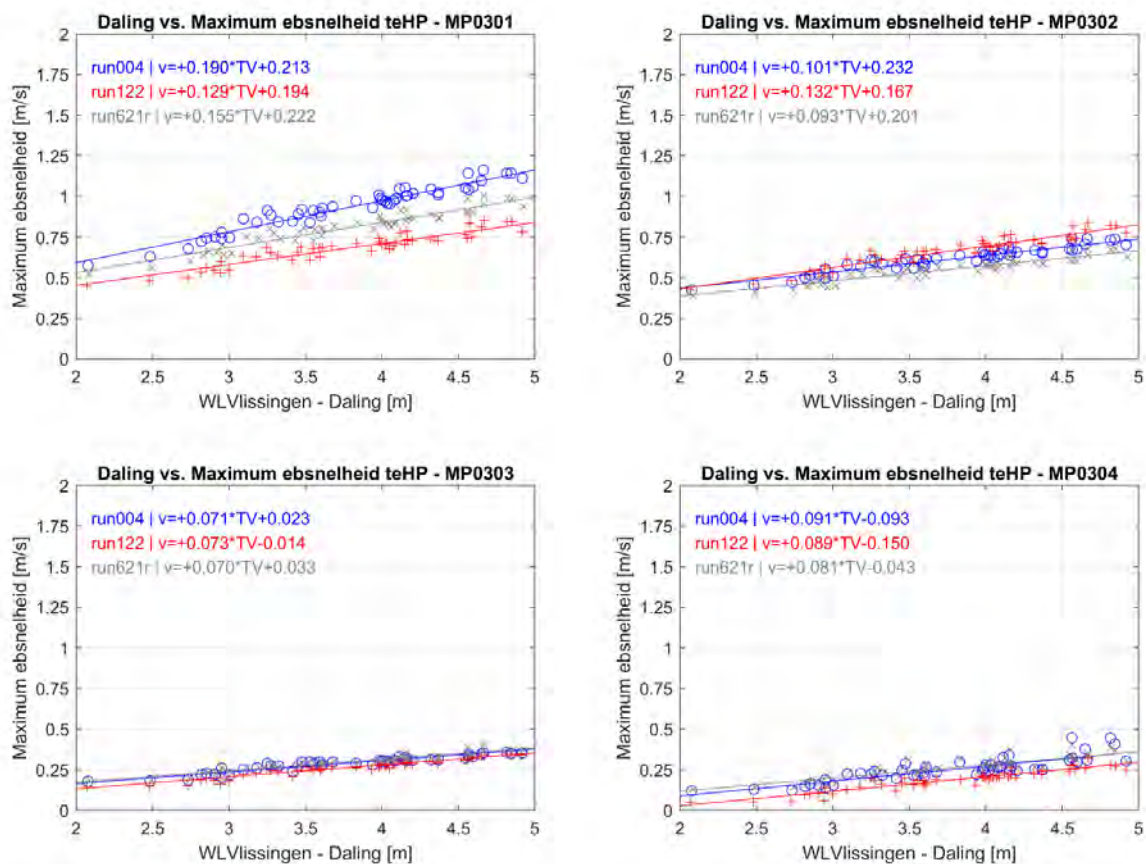 Daling vs. Maximum ebsnelheid teHP - MP0301
run004 | v=+0.190*TV+0.213
run122 | v=+0.129*TV+0.194
run621r | v=+0.155*TV+0.222
Maximum ebsnelheid [m/s]
2
1.75
1.5
1.25
1
0.75
0.5
0.25
0
2 2.5 3 3.5 4 4.5 5
WLVlissingen - Daling [m]
Daling vs. Maximum ebsnelheid teHP - MP0302
run004 | v=+0.101*TV+0.232
run122 | v=+0.132*TV+0.167
run621r | v=+0.093*TV+0.201
Maximum ebsnelheid [m/s]
2
1.75
1.5
1.25
1
0.75
0.5
0.25
0
2 2.5 3 3.5 4 4.5 5
WLVlissingen - Daling [m]
Daling vs. Maximum ebsnelheid teHP - MP0303
run004 | v=+0.071*TV+0.023
run122 | v=+0.073*TV-0.014
run621r | v=+0.070*TV+0.033
Maximum ebsnelheid [m/s]
2
1.75
1.5
1.25
1
0.75
0.5
0.25
0
2 2.5 3 3.5 4 4.5 5
WLVlissingen - Daling [m]
Daling vs. Maximum ebsnelheid teHP - MP0304
run004 | v=+0.091*TV-0.093
run122 | v=+0.089*TV-0.150
run621r | v=+0.081*TV-0.043
Maximum ebsnelheid [m/s]
2
1.75
1.5
1.25
1
0.75
0.5
0.25
0
2 2.5 3 3.5 4 4.5 5
WLVlissingen - Daling [m]